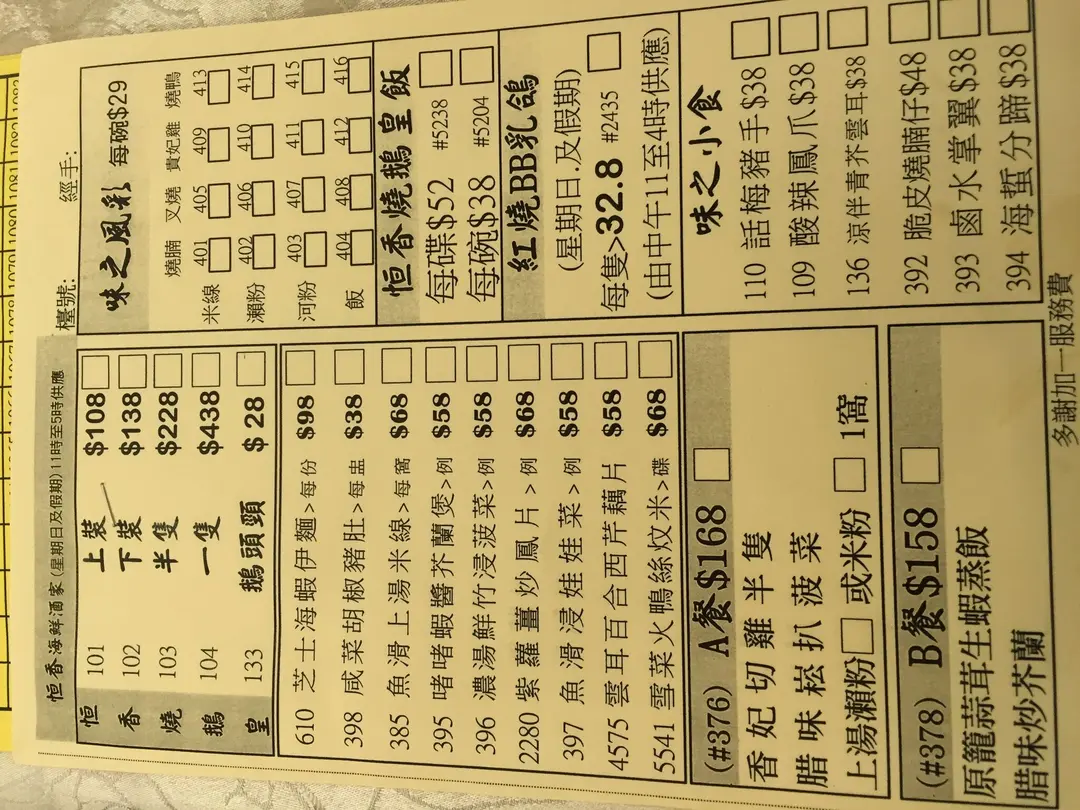 恒香海鮮酒家(星期日及假期)11時至5時供應
恒香燒鵝皇
101 上裝 $108
102 下裝 $138
103 半隻 $228
104 一隻 $438
133 鵝頭頸 $28
610 芝士海蝦伊麵>每份 $98
398 咸菜胡椒豬肚>每盅 $38
385 魚滑上湯米線>每窩 $68
395 啫啫蝦醬芥蘭煲>例 $58
396 濃湯鮮竹浸菠菜>例 $58
2280 紫蘿薑炒鳳片>例 $68
397 魚滑浸娃娃菜>例 $58
4575 雲耳百合西芹藕片 $58
5541 雪菜火鴨絲炆米>碟 $68
(#376) A餐$168
香妃切雞半隻
腊味崧扒菠菜
上湯瀨粉 或米粉 1窩
(#378) B餐$158
原籠蒜茸生蝦蒸飯
腊味炒芥蘭
檯號: 經手:
味之風彩 每碗$29
燒腩 叉燒 貴妃雞 燒鴨
米線 401 405 409 413
瀨粉 402 406 410 414
河粉 403 407 411 415
飯 404 408 412 416
恒香燒鵝皇飯
每碟$52 #5238
每碗$38 #5204
紅燒BB乳鴿
(星期日.及假期)
每隻>32.8 #2435
(由中午11至4時供應)
味之小食
110 話梅豬手$38
109 酸辣鳳爪$38
136 涼伴青芥雲耳$38
392 脆皮燒腩仔$48
393 鹵水掌翼$38
394 海蜇分蹄$38
多謝加一服務費
1078 1079 1080 1081 1082 1083